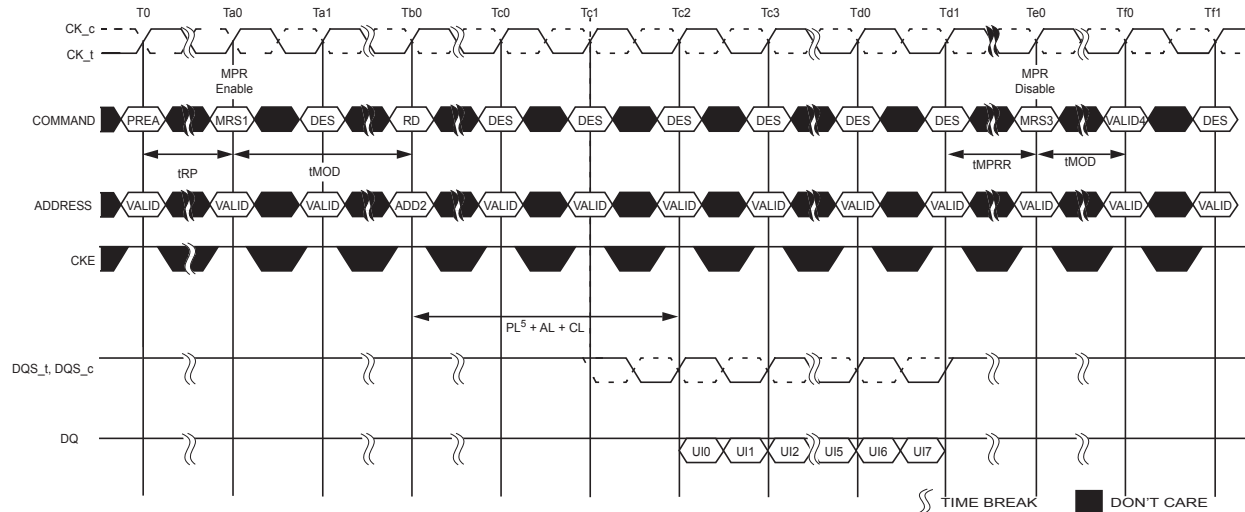 T0 Ta0 Ta1 Tb0 Tc0 Tc1 Tc2 Tc3 Td0 Td1 Te0 Tf0 Tf1
CK_c
CK_t
MPR Enable
MPR Disable
COMMAND PREA MRS1 DES RD DES DES DES DES DES DES MRS3 VALID4 DES
tRP tMOD tMPRR tMOD
ADDRESS VALID VALID VALID ADD2 VALID VALID VALID VALID VALID VALID VALID VALID VALID
CKE
PL5 + AL + CL
DQS_t, DQS_c
DQ UI0 UI1 UI2 UI5 UI6 UI7
TIME BREAK DON'T CARE